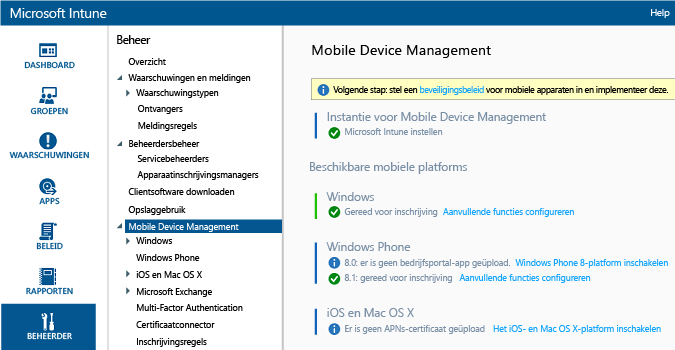 Microsoft Intune
Help
DASHBOARD
GROEPEN
WAARSCHUWINGEN
APPS
BELEID
RAPPORTEN
BEHEERDER
Beheer
Overzicht
Waarschuwingen en meldingen
Waarschuwingstypen
Ontvangers
Meldingsregels
Beheerdersbeheer
Servicebeheerders
Apparaatinschrijvingsmanagers
Clientsoftware downloaden
Opslaggebruik
Mobile Device Management
Windows
Windows Phone
iOS en Mac OS X
Microsoft Exchange
Multi-Factor Authentication
Certificaatconnector
Inschrijvingsregels
Mobile Device Management
Volgende stap: stel een beveiligingsbeleid voor mobiele apparaten in en implementeer deze.
Instantie voor Mobile Device Management
Microsoft Intune instellen
Beschikbare mobiele platforms
Windows
Gereed voor inschrijving Aanvullende functies configureren
Windows Phone
8.0: er is geen bedrijfsportal-app geüpload. Windows Phone 8-platform inschakelen
8.1: gereed voor inschrijving Aanvullende functies configureren
iOS en Mac OS X
Er is geen APNs-certificaat geüpload Het iOS- en Mac OS X-platform inschakelen